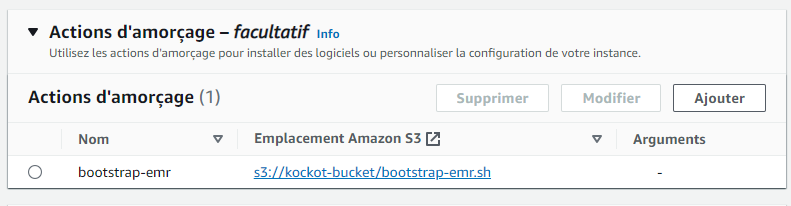 Actions d'amorçage – facultatif Info
Utilisez les actions d'amorçage pour installer des logiciels ou personnaliser la configuration de votre instance.
Actions d'amorçage (1) Supprimer Modifier Ajouter
Nom Emplacement Amazon S3 Arguments
bootstrap-emr s3://kockot-bucket/bootstrap-emr.sh -